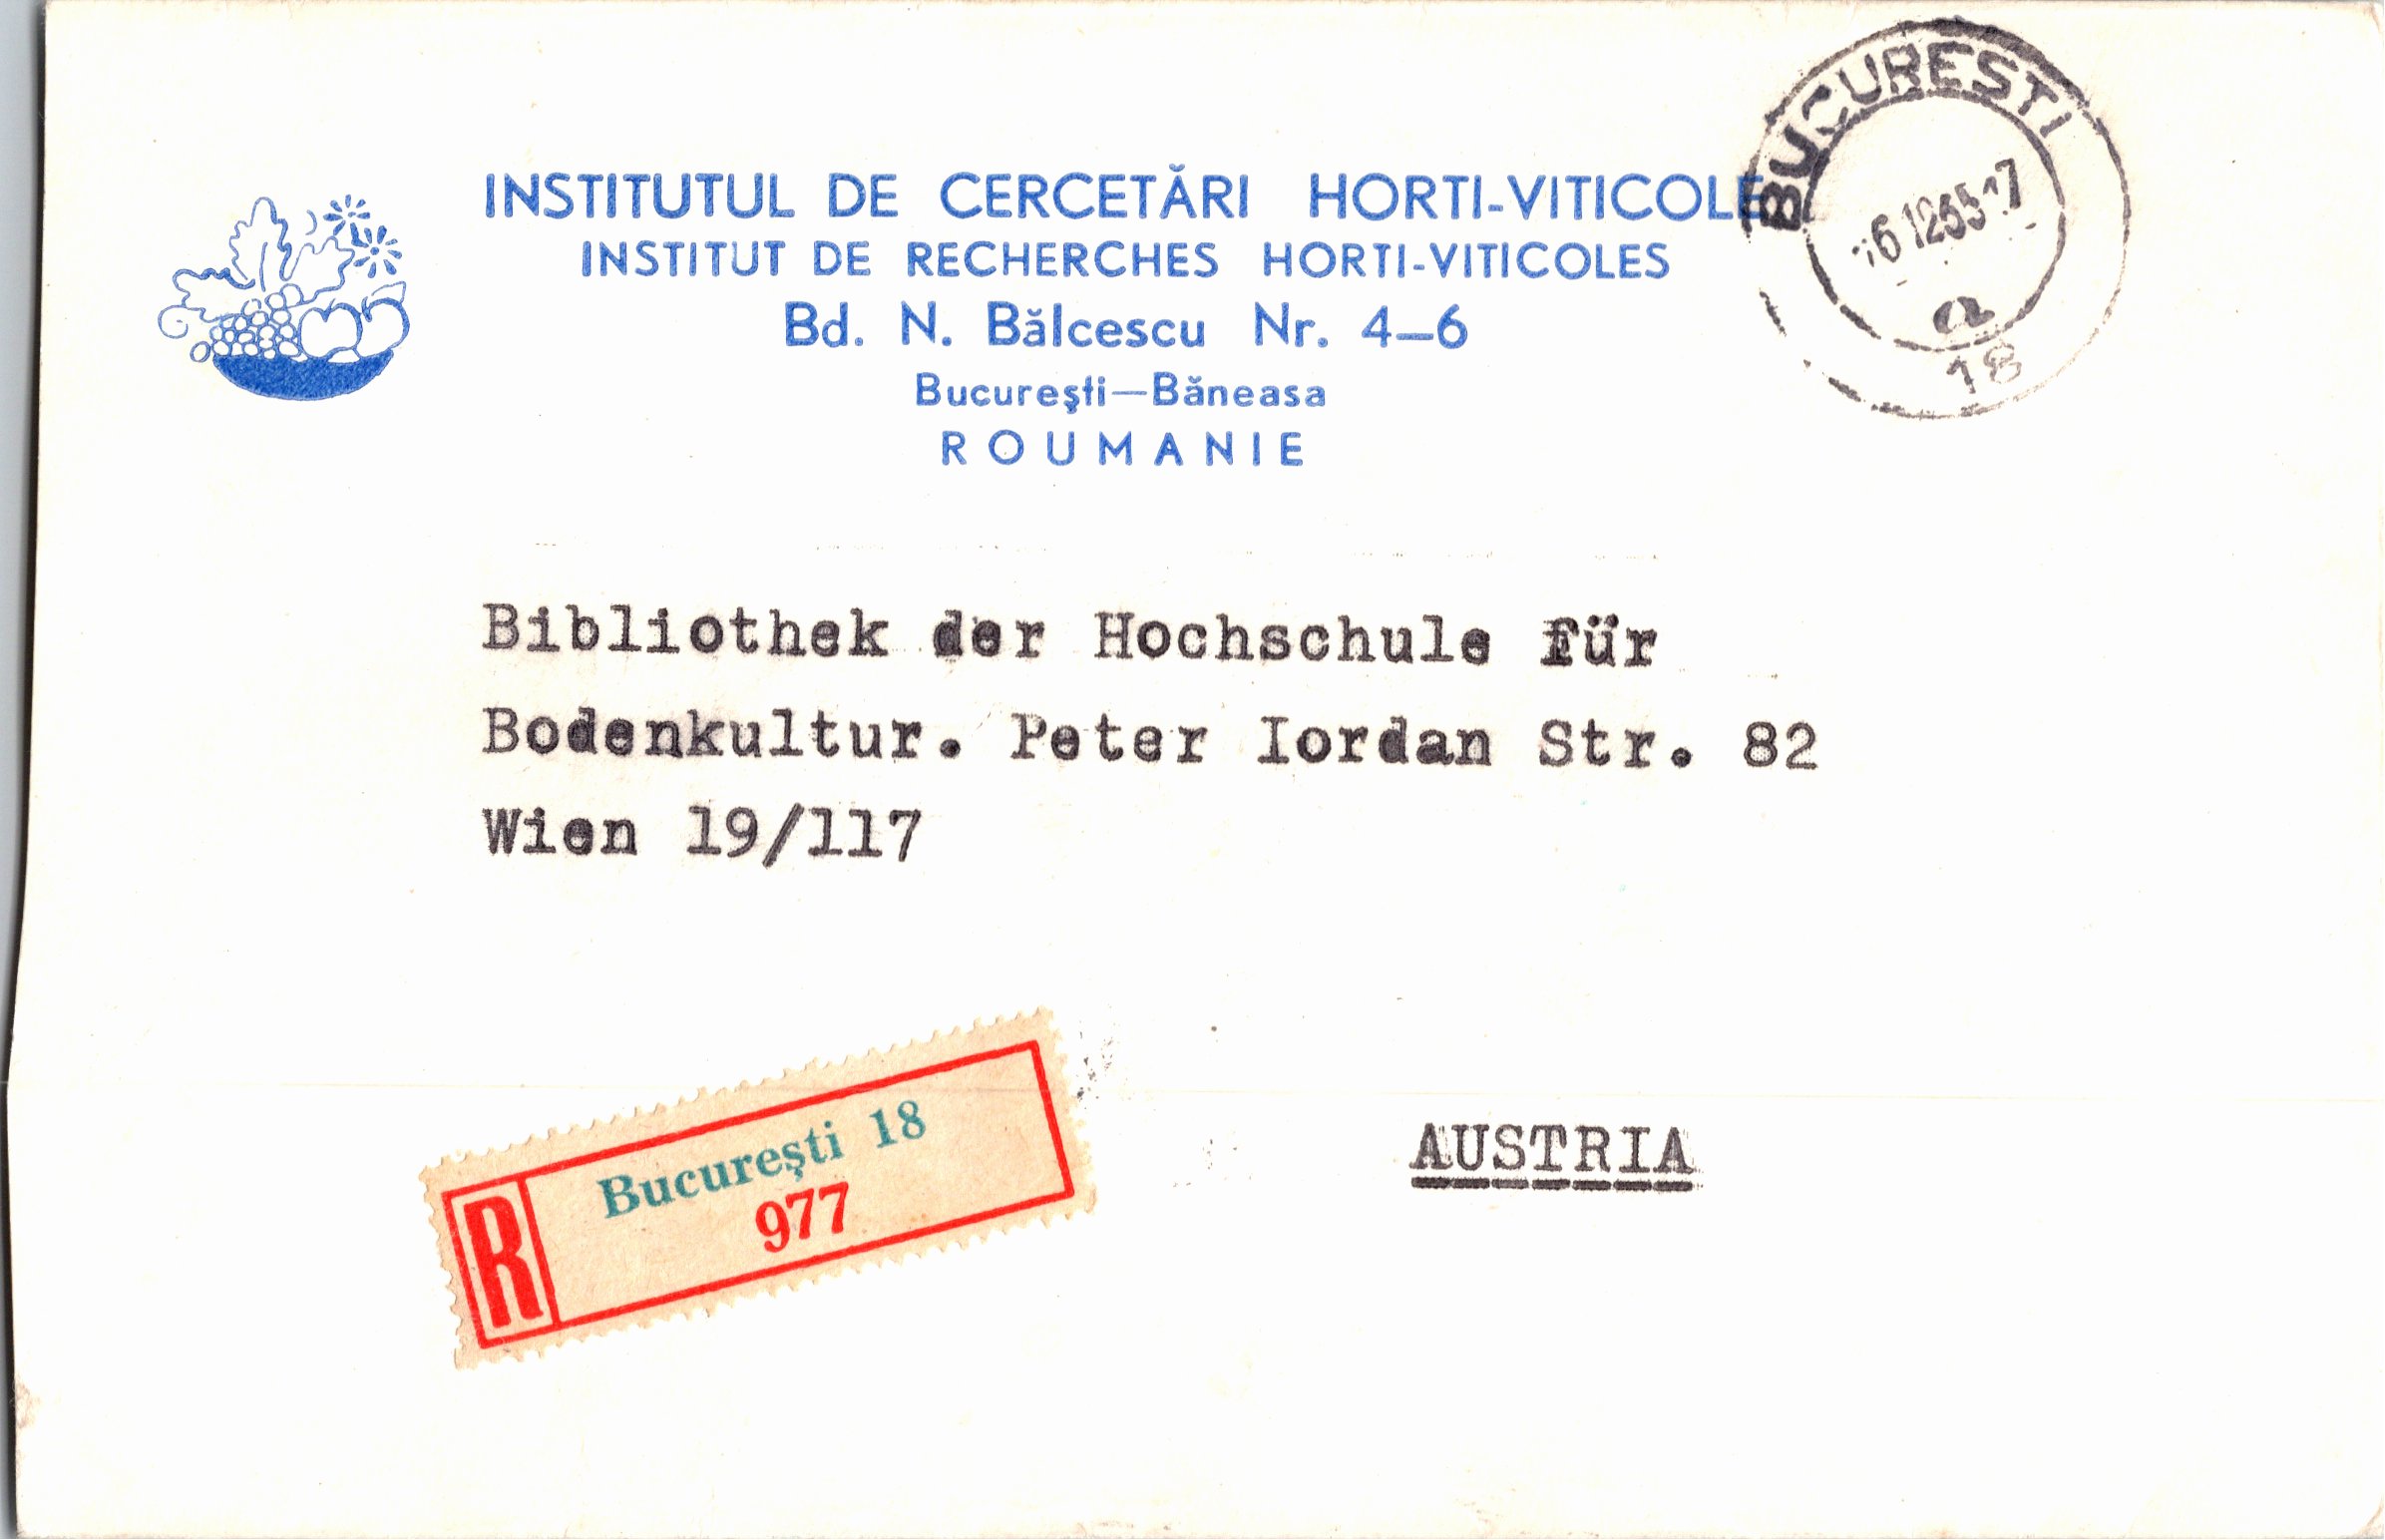 INSTITUTUL DE CERCETĂRI HORTI-VITICOLE
INSTITUT DE RECHERCHES HORTI-VITICOLES
Bd. N. Bălcescu Nr. 4—6
Bucureşti—Băneasa
ROUMANIE
BUCURESTI
a
18
Bibliothek der Hochschule für
Bodenkultur. Peter Iordan Str. 82
Wien 19/117
AUSTRIA
R
Bucureşti 18
977